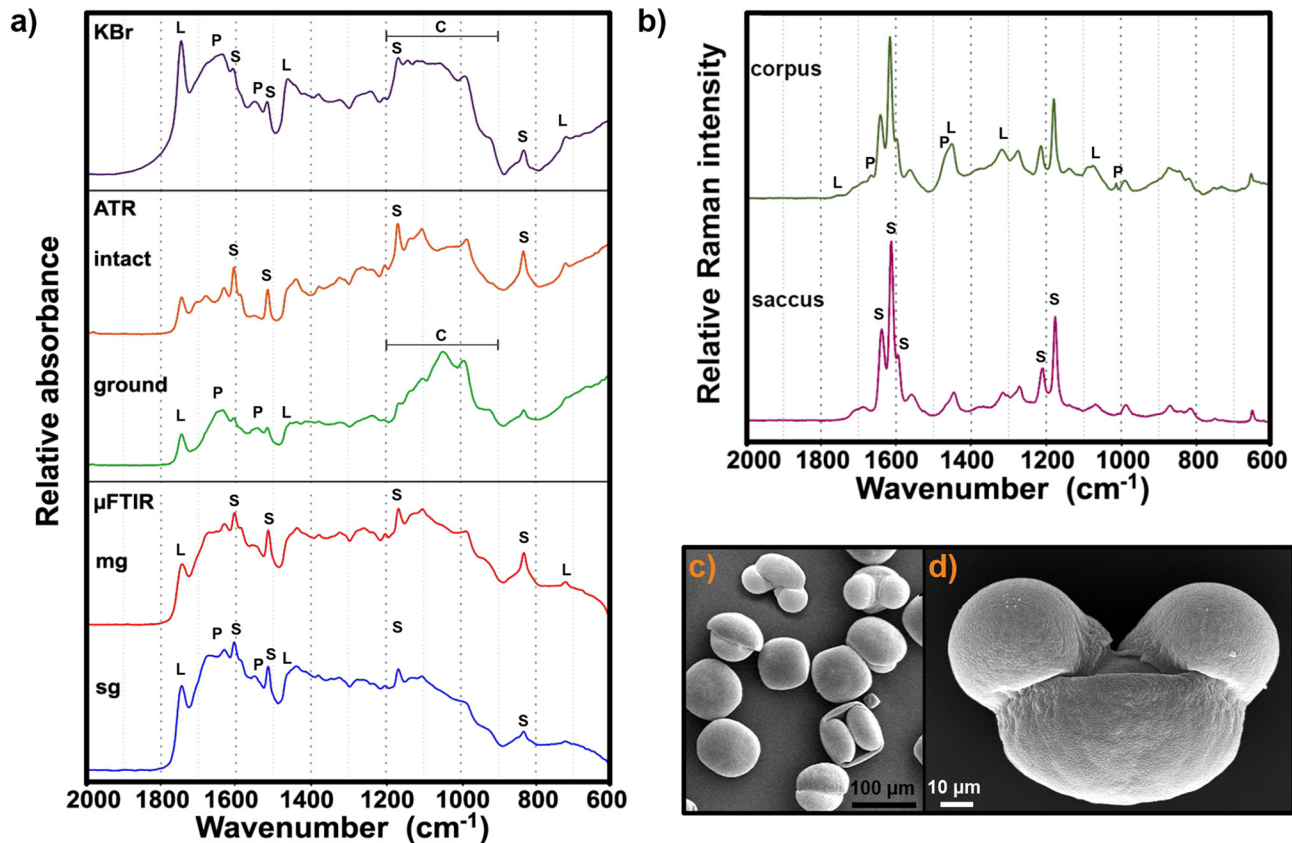 a)
KBr
L
P
S
P
S
L
S
C
S
L
ATR
intact
S
S
S
S
ground
L
P
P
L
C
µFTIR
mg
L
S
S
S
S
L
sg
L
P
S
P
S
L
S
S
Relative absorbance
2000 1800 1600 1400 1200 1000 800 600
Wavenumber (cm-1)
b)
corpus
L
P
P
L
L
L
P
saccus
S
S
S
S
S
Relative Raman intensity
2000 1800 1600 1400 1200 1000 800 600
Wavenumber (cm-1)
c)
100 µm
d)
10 µm